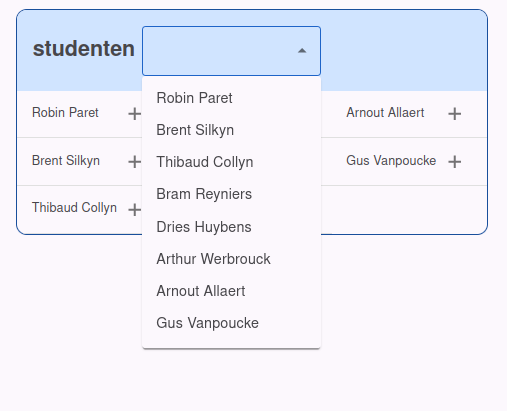 studenten
Robin Paret
Brent Silkyn
Thibaud Collyn
Bram Reyniers
Dries Huybens
Arthur Werbrouck
Arnout Allaert
Gus Vanpoucke
Robin Paret +
Arnout Allaert +
Brent Silkyn +
Gus Vanpoucke +
Thibaud Collyn +